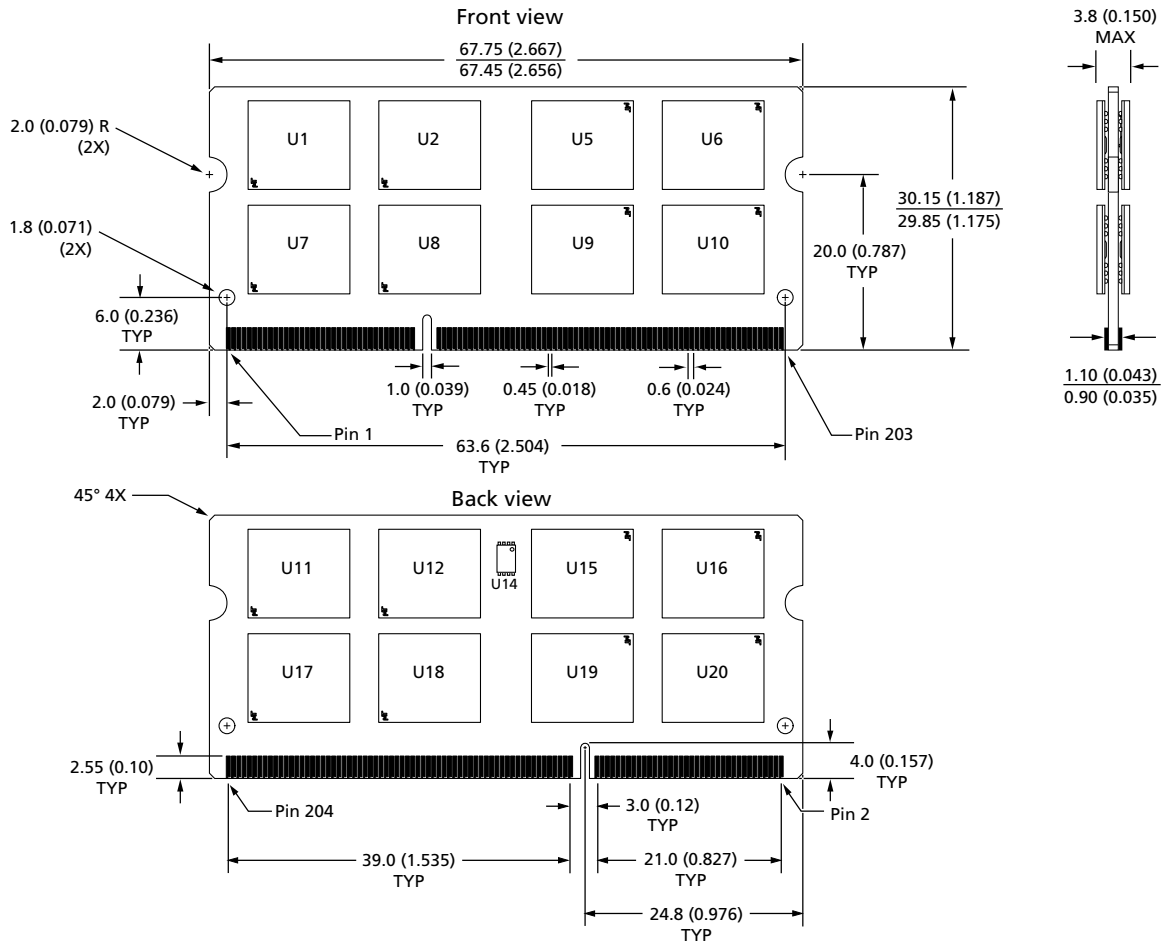 Front view
3.8 (0.150)
MAX
67.75 (2.667)
67.45 (2.656)
2.0 (0.079) R
(2X)
U1
U2
U5
U6
30.15 (1.187)
29.85 (1.175)
1.8 (0.071)
(2X)
U7
U8
U9
U10
20.0 (0.787)
TYP
6.0 (0.236)
TYP
2.0 (0.079)
TYP
1.0 (0.039)
TYP
0.45 (0.018)
TYP
0.6 (0.024)
TYP
1.10 (0.043)
0.90 (0.035)
Pin 1
63.6 (2.504)
TYP
Pin 203
45° 4X
Back view
U11
U12
U14
U15
U16
U17
U18
U19
U20
2.55 (0.10)
TYP
4.0 (0.157)
TYP
Pin 204
3.0 (0.12)
TYP
Pin 2
39.0 (1.535)
TYP
21.0 (0.827)
TYP
24.8 (0.976)
TYP